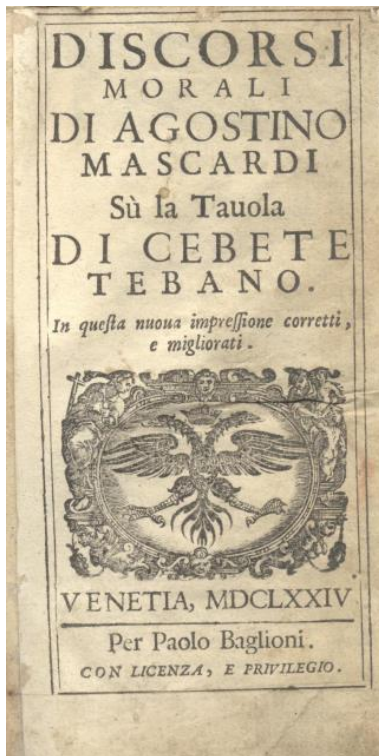 DISCORSI
MORALI
DI AGOSTINO
MASCARDI
Sù la Tauola
DI CEBETE
TEBANO.
In queſta nuoua impreſſione corretti,
e migliorati.
VENETIA, MDCLXXIV
Per Paolo Baglioni.
CON LICENZA, E PRIVILEGIO.